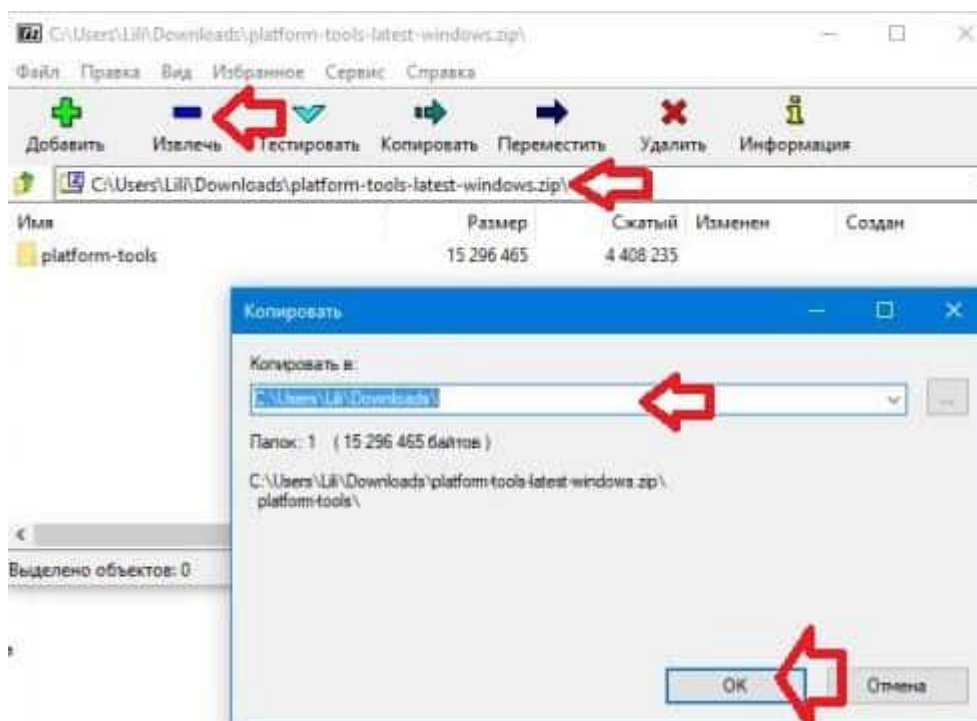 C:\Users\Lili\Downloads\platform-tools-latest-windows.zip\
Файл Правка Вид Избранное Сервис Справка
Добавить Извлечь Тестировать Копировать Переместить Удалить Информация
C:\Users\Lili\Downloads\platform-tools-latest-windows.zip\
Имя Размер Сжатый Изменен Создан
platform-tools 15 296 465 4 408 235
Копировать
Копировать в:
C:\Users\Lili\Downloads\
...
Папок: 1 ( 15 296 465 байтов )
C:\Users\Lili\Downloads\platform-tools-latest-windows.zip\
platform-tools\
Выделено объектов: 0
OK Отмена